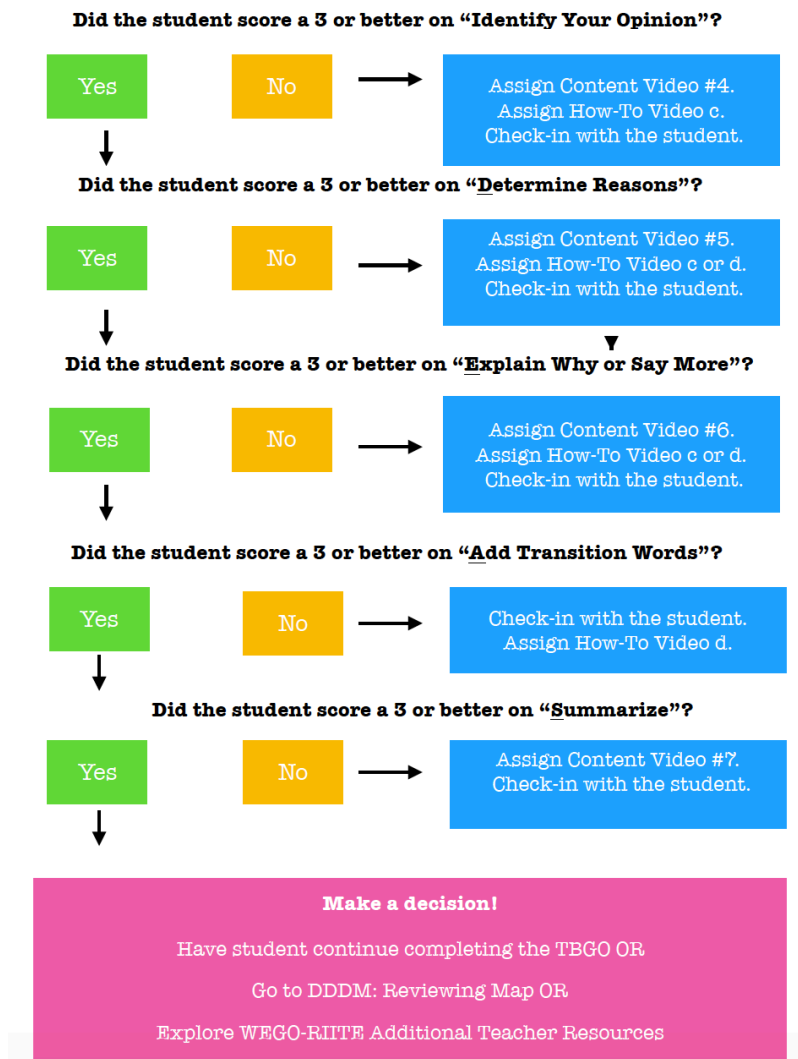 Did the student score a 3 or better on “Identify Your Opinion”?
Yes
No
Assign Content Video #4.
Assign How-To Video c.
Check-in with the student.
Did the student score a 3 or better on “Determine Reasons”?
Yes
No
Assign Content Video #5.
Assign How-To Video c or d.
Check-in with the student.
Did the student score a 3 or better on “Explain Why or Say More”?
Yes
No
Assign Content Video #6.
Assign How-To Video c or d.
Check-in with the student.
Did the student score a 3 or better on “Add Transition Words”?
Yes
No
Check-in with the student.
Assign How-To Video d.
Did the student score a 3 or better on “Summarize”?
Yes
No
Assign Content Video #7.
Check-in with the student.
Make a decision!
Have student continue completing the TBGO OR
Go to DDDM: Reviewing Map OR
Explore WEGO-RIITE Additional Teacher Resources